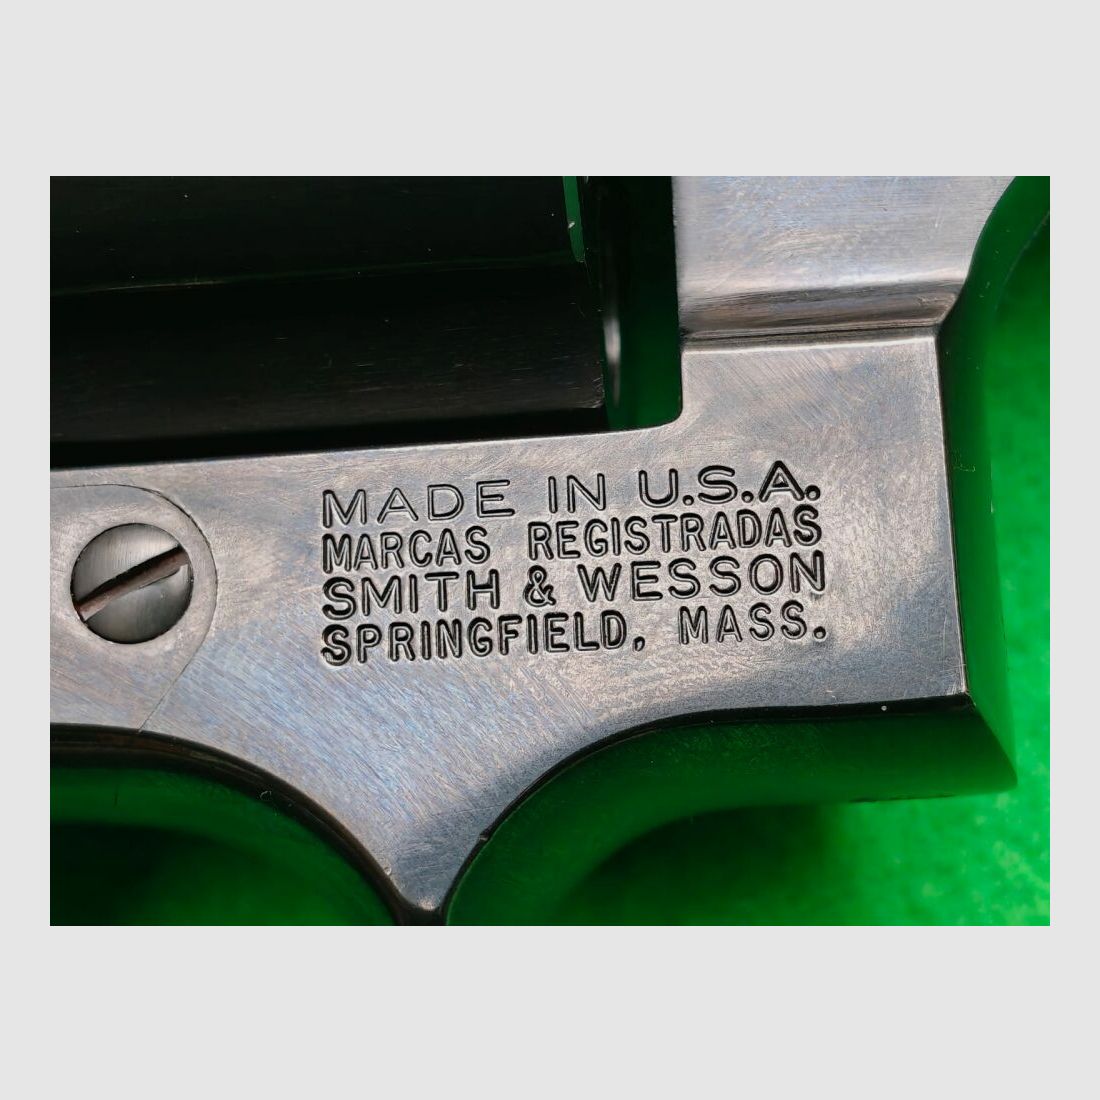 MADE IN U.S.A.
MARCAS REGISTRADAS
SMITH & WESSON
SPRINGFIELD, MASS.